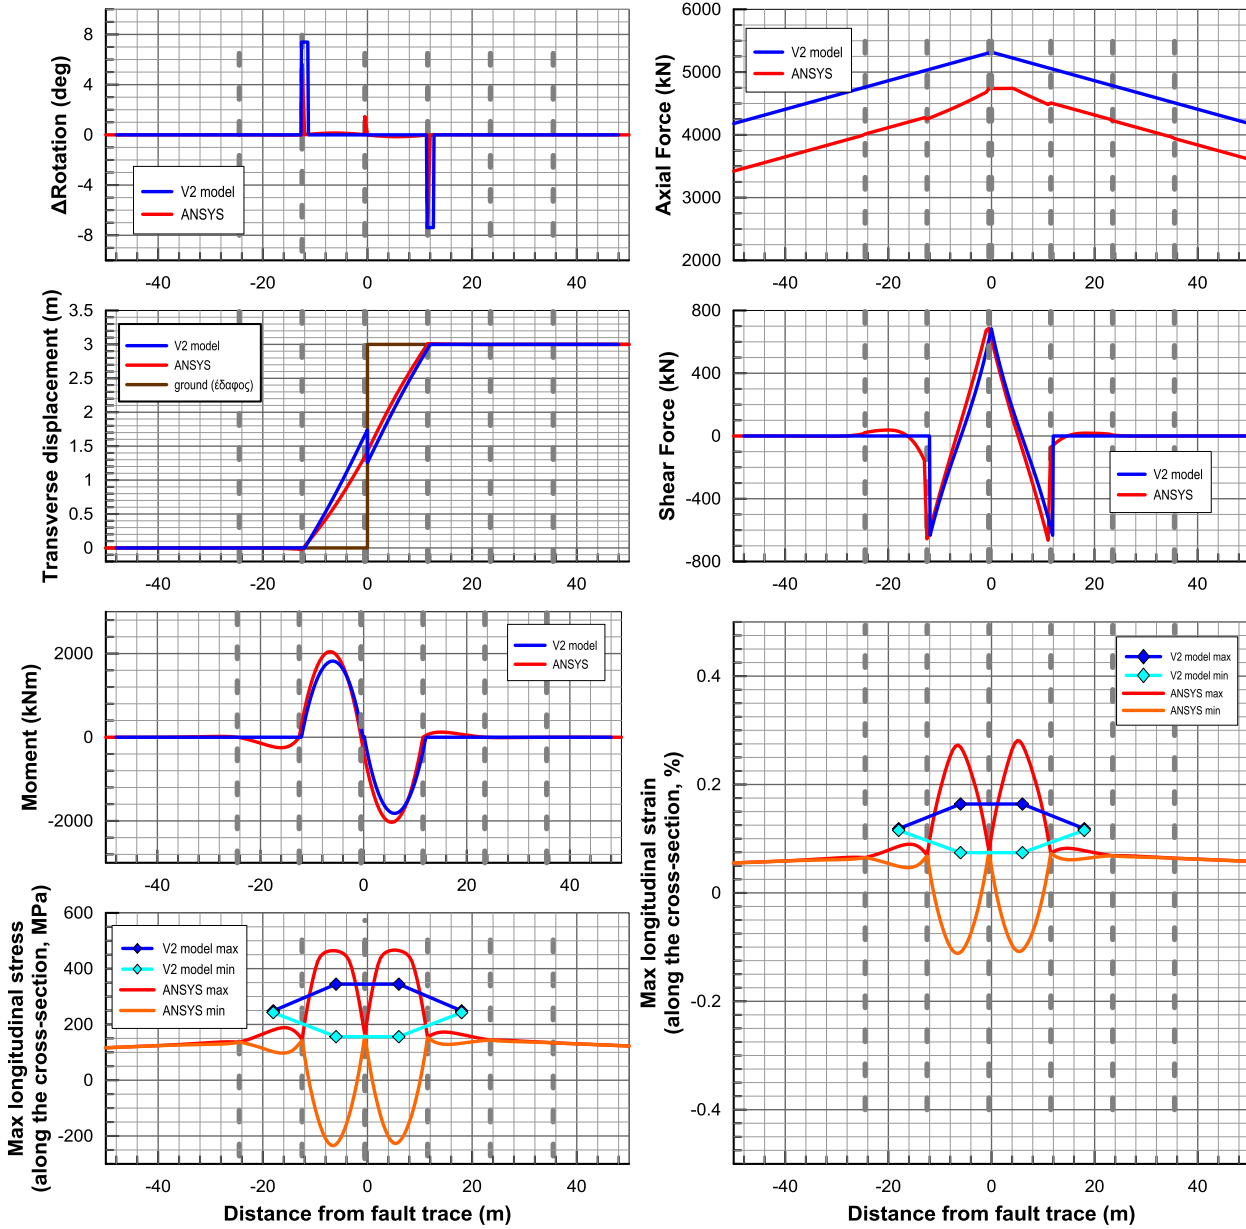 ΔRotation (deg)
8
4
0
-4
-8
V2 model
ANSYS
-40
-20
0
20
40
Axial Force (kN)
6000
5000
4000
3000
2000
V2 model
ANSYS
-40
-20
0
20
40
Transverse displacement (m)
3.5
3
2.5
2
1.5
1
0.5
0
V2 model
ANSYS
ground (έδαφος)
-40
-20
0
20
40
Shear Force (kN)
800
400
0
-400
-800
V2 model
ANSYS
-40
-20
0
20
40
Moment (kNm)
2000
0
-2000
V2 model
ANSYS
-40
-20
0
20
40
Max longitudinal stress
(along the cross-section, MPa)
600
400
200
0
-200
V2 model max
V2 model min
ANSYS max
ANSYS min
-40
-20
0
20
40
Distance from fault trace (m)
Max longitudinal strain
(along the cross-section, %)
0.4
0.2
0
-0.2
-0.4
V2 model max
V2 model min
ANSYS max
ANSYS min
-40
-20
0
20
40
Distance from fault trace (m)